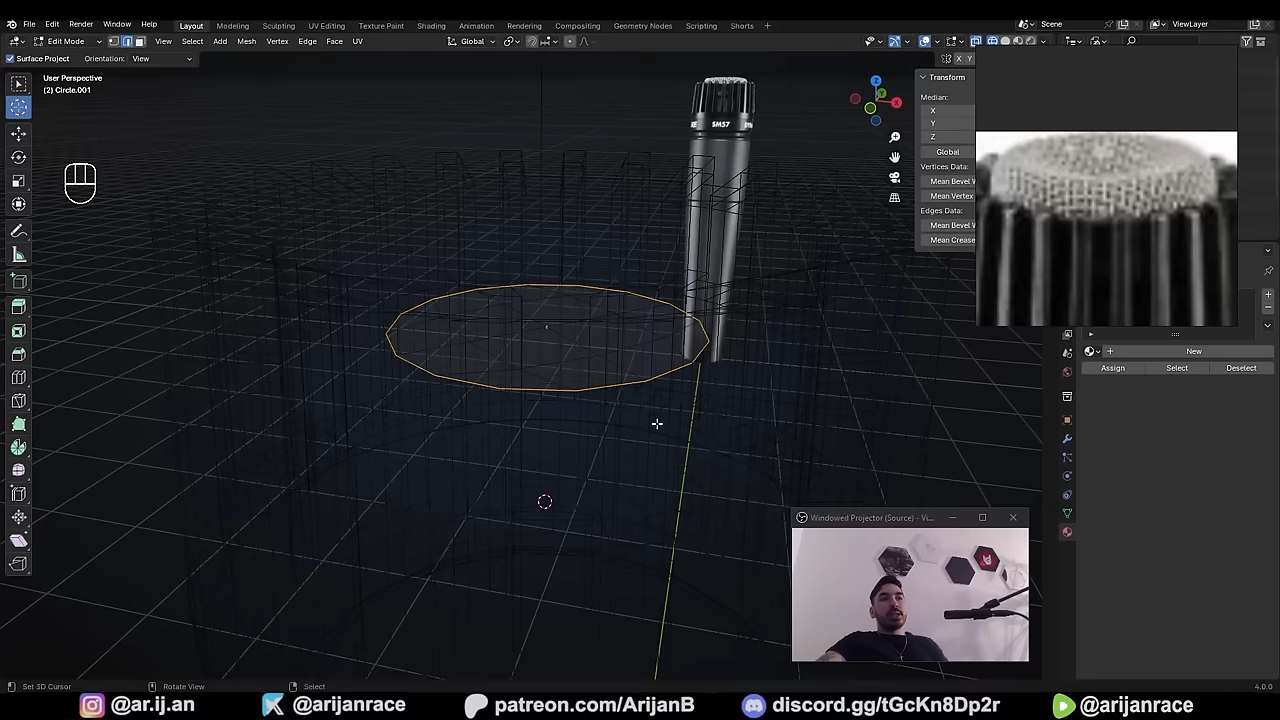 File Edit Render Window Help Layout Modeling Sculpting UV Editing Texture Paint Shading Animation Rendering Compositing Geometry Nodes Scripting Shorts + Scene ViewLayer
Edit Mode View Select Add Mesh Vertex Edge Face UV Global
Surface Project Orientation: View X Y
User Perspective
(2) Circle.001
Transform
Median:
X
Y
Z
Global
Vertices Data:
Mean Bevel W
Mean Vertex
Edges Data:
Mean Bevel W
Mean Crease
SM57
New
Assign Select Deselect
Windowed Projector (Source) - Vi...
Set 3D Cursor Rotate View Select 4.0.0
@ar.ij.an @arijanrace patreon.com/ArijanB discord.gg/tGcKn8Dp2r @arijanrace